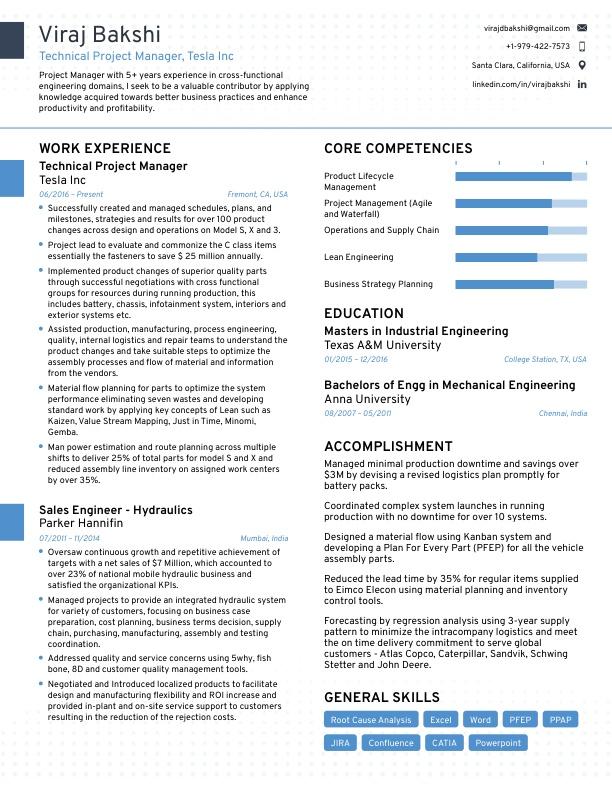 Viraj Bakshi
Technical Project Manager, Tesla Inc
Project Manager with 5+ years experience in cross-functional
engineering domains, I seek to be a valuable contributor by applying
knowledge acquired towards better business practices and enhance
productivity and profitability.
virajdbakshi@gmail.com
+1-979-422-7573
Santa Clara, California, USA
linkedin.com/in/virajbakshi
WORK EXPERIENCE
Technical Project Manager
Tesla Inc
06/2016 – Present Fremont, CA, USA
Successfully created and managed schedules, plans, and
milestones, strategies and results for over 100 product
changes across design and operations on Model S, X and 3.
Project lead to evaluate and commonize the C class items
essentially the fasteners to save $ 25 million annually.
Implemented product changes of superior quality parts
through successful negotiations with cross functional
groups for resources during running production, this
includes battery, chassis, infotainment system, interiors and
exterior systems etc.
Assisted production, manufacturing, process engineering,
quality, internal logistics and repair teams to understand the
product changes and take suitable steps to optimize the
assembly processes and flow of material and information
from the vendors.
Material flow planning for parts to optimize the system
performance eliminating seven wastes and developing
standard work by applying key concepts of Lean such as
Kaizen, Value Stream Mapping, Just in Time, Minomi,
Gemba.
Man power estimation and route planning across multiple
shifts to deliver 25% of total parts for model S and X and
reduced assembly line inventory on assigned work centers
by over 35%.
Sales Engineer - Hydraulics
Parker Hannifin
07/2011 – 11/2014 Mumbai, India
Oversaw continuous growth and repetitive achievement of
targets with a net sales of $7 Million, which accounted to
over 23% of national mobile hydraulic business and
satisfied the organizational KPIs.
Managed projects to provide an integrated hydraulic system
for variety of customers, focusing on business case
preparation, cost planning, business terms decision, supply
chain, purchasing, manufacturing, assembly and testing
coordination.
Addressed quality and service concerns using 5why, fish
bone, 8D and customer quality management tools.
Negotiated and Introduced localized products to facilitate
design and manufacturing flexibility and ROI increase and
provided in-plant and on-site service support to customers
resulting in the reduction of the rejection costs.
CORE COMPETENCIES
Product Lifecycle
Management
Project Management (Agile
and Waterfall)
Operations and Supply Chain
Lean Engineering
Business Strategy Planning
EDUCATION
Masters in Industrial Engineering
Texas A&M University
01/2015 – 12/2016 College Station, TX, USA
Bachelors of Engg in Mechanical Engineering
Anna University
08/2007 – 05/2011 Chennai, India
ACCOMPLISHMENT
Managed minimal production downtime and savings over
$3M by devising a revised logistics plan promptly for
battery packs.
Coordinated complex system launches in running
production with no downtime for over 10 systems.
Designed a material flow using Kanban system and
developing a Plan For Every Part (PFEP) for all the vehicle
assembly parts.
Reduced the lead time by 35% for regular items supplied
to Eimco Elecon using material planning and inventory
control tools.
Forecasting by regression analysis using 3-year supply
pattern to minimize the intracompany logistics and meet
the on time delivery commitment to serve global
customers - Atlas Copco, Caterpillar, Sandvik, Schwing
Stetter and John Deere.
GENERAL SKILLS
Root Cause Analysis Excel Word PFEP PPAP
JIRA Confluence CATIA Powerpoint